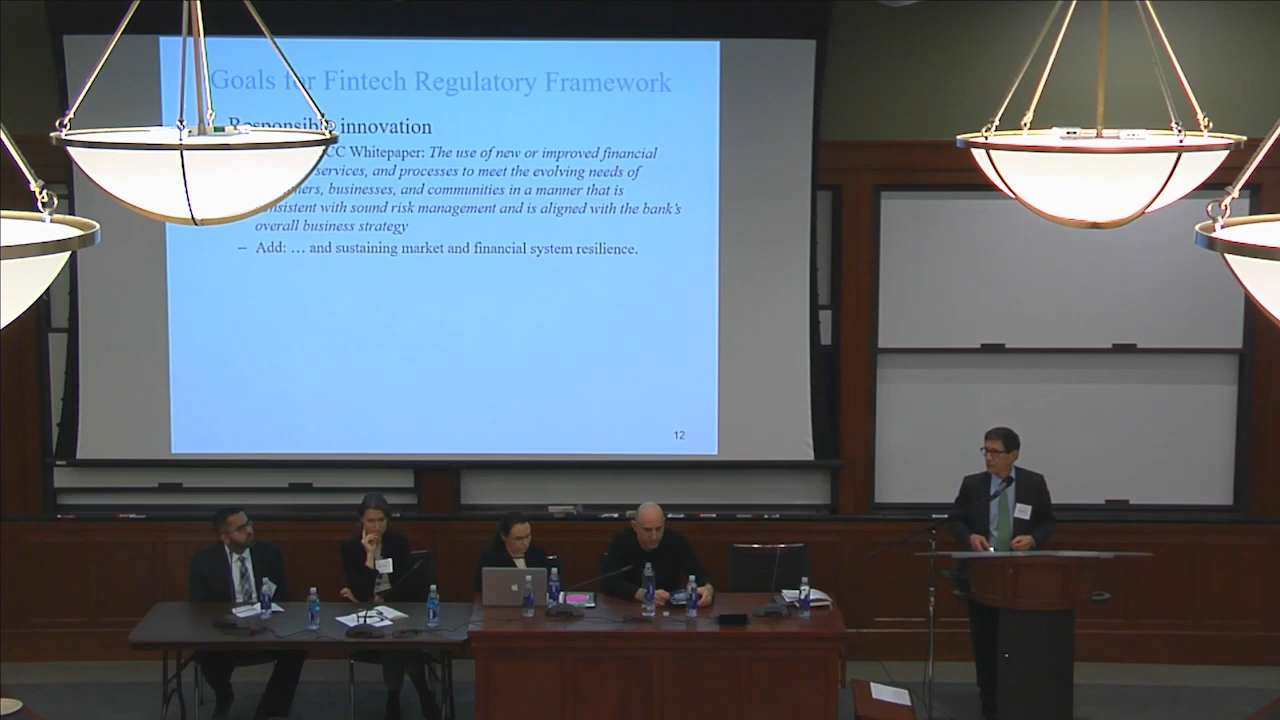 Goals for Fintech Regulatory Framework
Responsible innovation
CC Whitepaper: The use of new or improved financial
services, and processes to meet the evolving needs of
businesses, and communities in a manner that is
consistent with sound risk management and is aligned with the bank's
overall business strategy
– Add: … and sustaining market and financial system resilience.
12